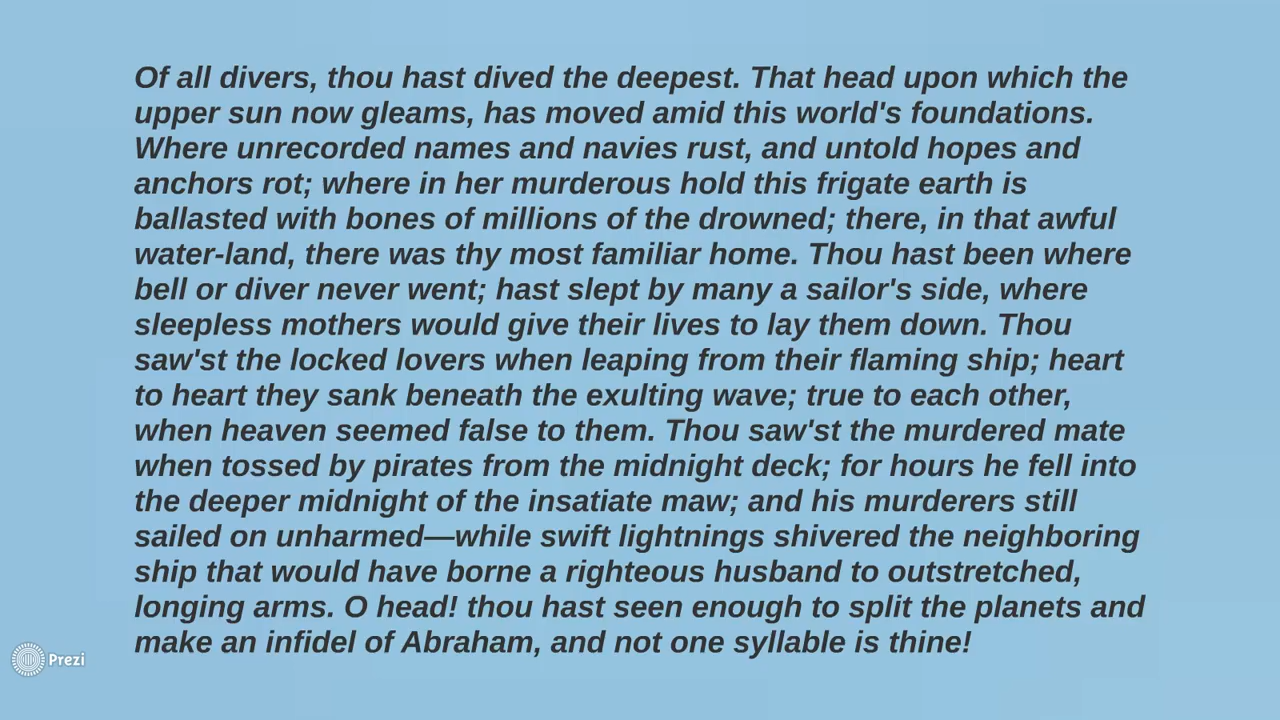 Of all divers, thou hast dived the deepest. That head upon which the
upper sun now gleams, has moved amid this world's foundations.
Where unrecorded names and navies rust, and untold hopes and
anchors rot; where in her murderous hold this frigate earth is
ballasted with bones of millions of the drowned; there, in that awful
water-land, there was thy most familiar home. Thou hast been where
bell or diver never went; hast slept by many a sailor's side, where
sleepless mothers would give their lives to lay them down. Thou
saw'st the locked lovers when leaping from their flaming ship; heart
to heart they sank beneath the exulting wave; true to each other,
when heaven seemed false to them. Thou saw'st the murdered mate
when tossed by pirates from the midnight deck; for hours he fell into
the deeper midnight of the insatiate maw; and his murderers still
sailed on unharmed—while swift lightnings shivered the neighboring
ship that would have borne a righteous husband to outstretched,
longing arms. O head! thou hast seen enough to split the planets and
make an infidel of Abraham, and not one syllable is thine!
Prezi